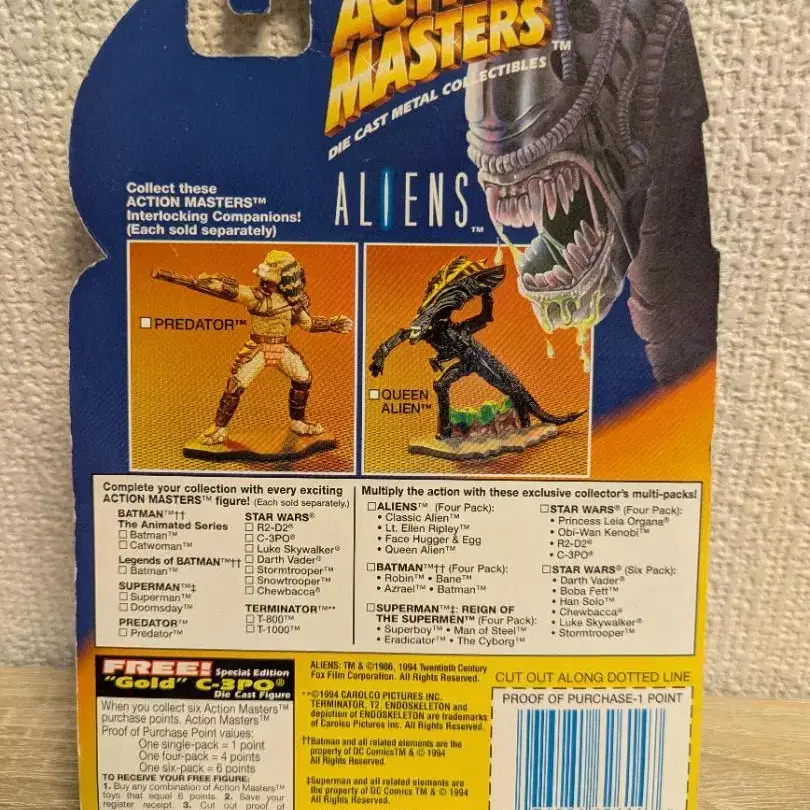 ACTION
MASTERS™
DIE CAST METAL COLLECTIBLES
ALIENS™
Collect these
ACTION MASTERS™
Interlocking Companions!
(Each sold separately)
PREDATOR™
QUEEN
ALIEN™
Complete your collection with every exciting
ACTION MASTERS™ figure! (Each sold separately.)
BATMAN™††
The Animated Series
Batman™
Catwoman™
Legends of BATMAN™††
Batman™
SUPERMAN™‡
Superman™
Doomsday™
PREDATOR™
Predator™
STAR WARS®
R2-D2®
C-3PO®
Luke Skywalker®
Darth Vader®
Stormtrooper™
Snowtrooper™
Chewbacca®
TERMINATOR™**
T-800™
T-1000™
Multiply the action with these exclusive collector's multi-packs!
ALIENS™ (Four Pack):
• Classic Alien™
• Lt. Ellen Ripley™
• Face Hugger & Egg
• Queen Alien™
BATMAN™†† (Four Pack):
• Robin™ • Bane™
• Azrael™ • Batman™
SUPERMAN™‡: REIGN OF
THE SUPERMEN™ (Four Pack):
• Superboy™ • Man of Steel™
• Eradicator™ • The Cyborg™
STAR WARS® (Four Pack):
• Princess Leia Organa®
• Obi-Wan Kenobi™
• R2-D2®
• C-3PO®
STAR WARS® (Six Pack):
• Darth Vader®
• Boba Fett™
• Han Solo™
• Chewbacca®
• Luke Skywalker®
• Stormtrooper™
FREE! Special Edition
"Gold" C-3PO®
Die Cast Figure
When you collect six Action Masters™
purchase points. Action Masters™
Proof of Purchase Point values:
One single-pack = 1 point
One four-pack = 4 points
One six-pack = 6 points
TO RECEIVE YOUR FREE FIGURE:
1. Buy any combination of Action Masters™
toys that equal 6 points. 2. Save your
register receipt. 3. Cut out proof of
ALIENS: TM & ©1986, 1994 Twentieth Century
Fox Film Corporation. All Rights Reserved.
**©1994 CAROLCO PICTURES INC.
TERMINATOR, T2, ENDOSKELETON and
depiction of ENDOSKELETON are trademarks
of Carolco Pictures Inc. All Rights Reserved.
††Batman and all related elements are the
property of DC Comics TM & © 1994
All Rights Reserved.
‡Superman and all related elements are
the property of DC Comics TM & © 1994
All Rights Reserved.
CUT OUT ALONG DOTTED LINE
PROOF OF PURCHASE-1 POINT